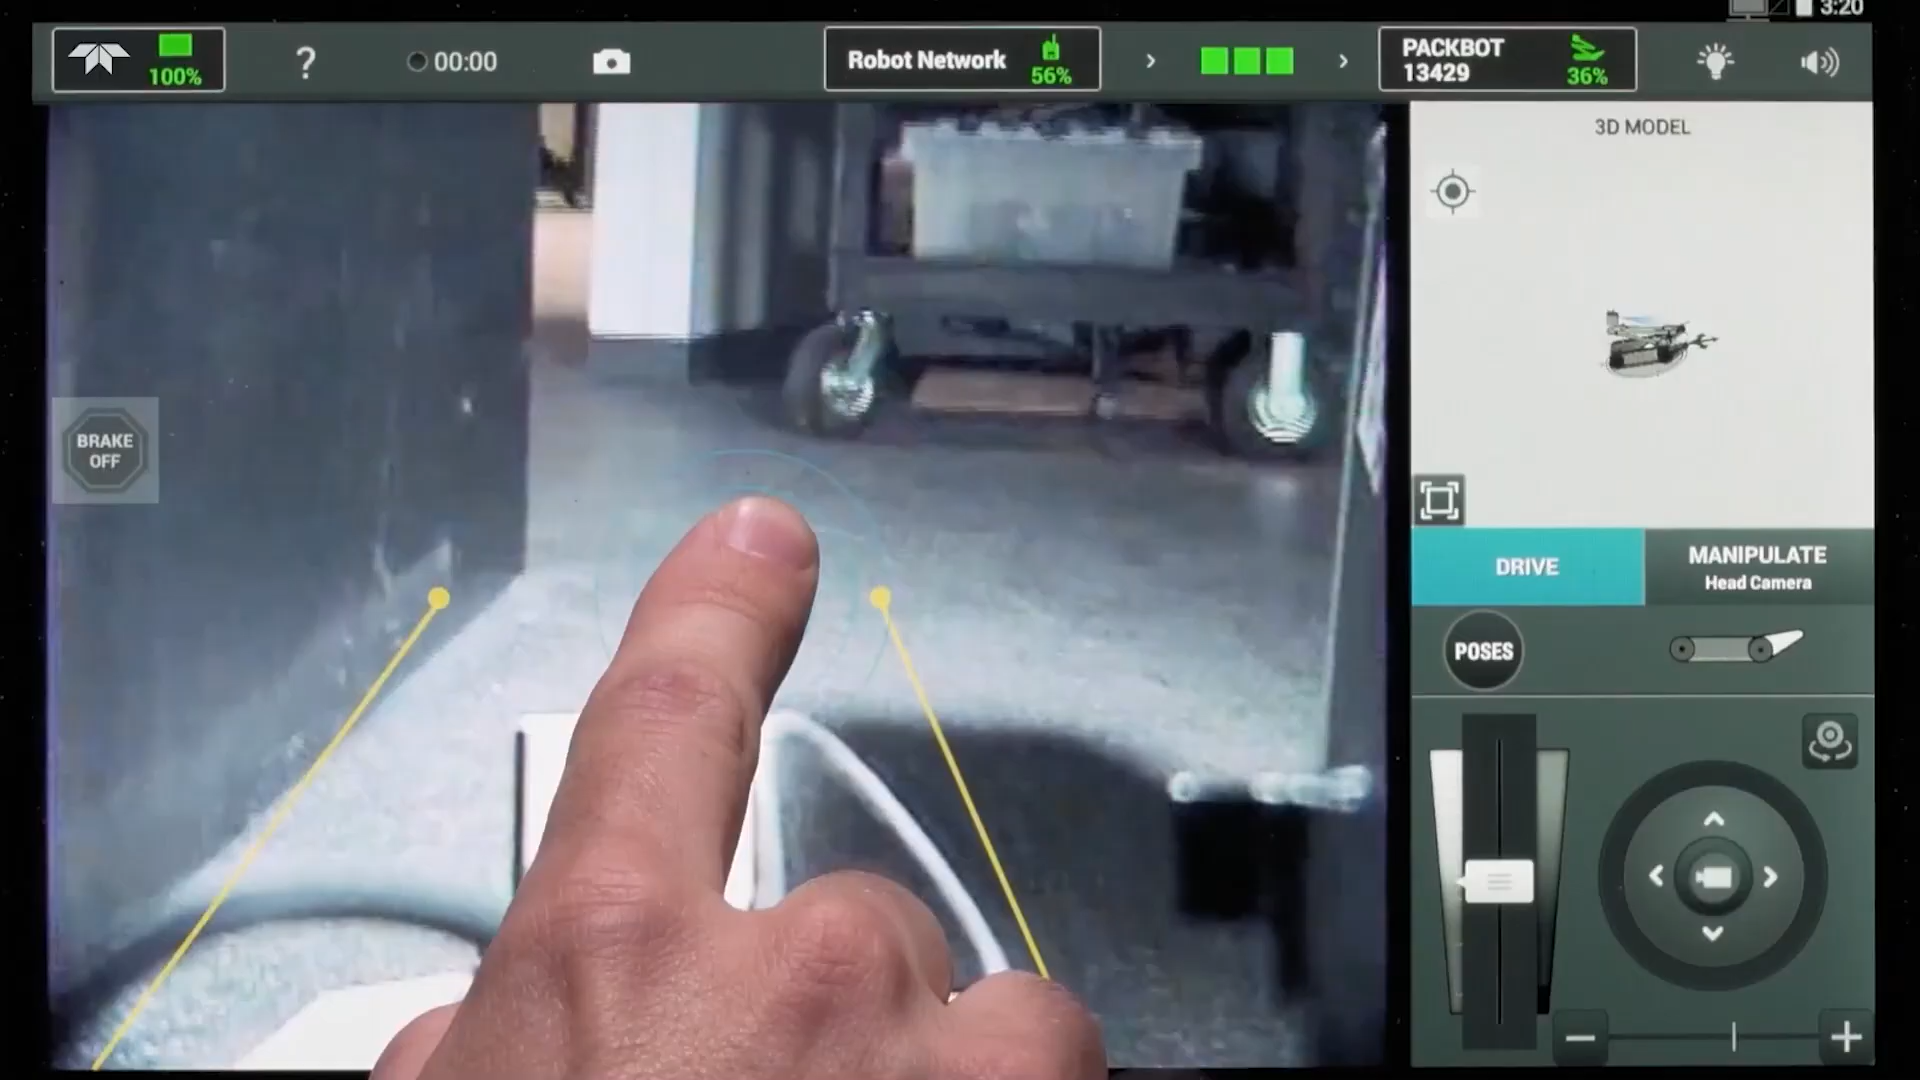 3:20
100%
?
00:00
Robot Network
56%
PACKBOT
13429
36%
3D MODEL
BRAKE
OFF
DRIVE
MANIPULATE
Head Camera
POSES